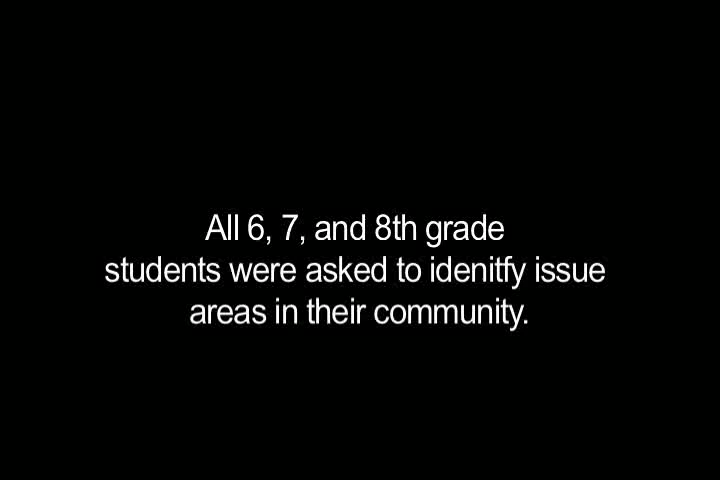 All 6, 7, and 8th grade
students were asked to idenitfy issue
areas in their community.